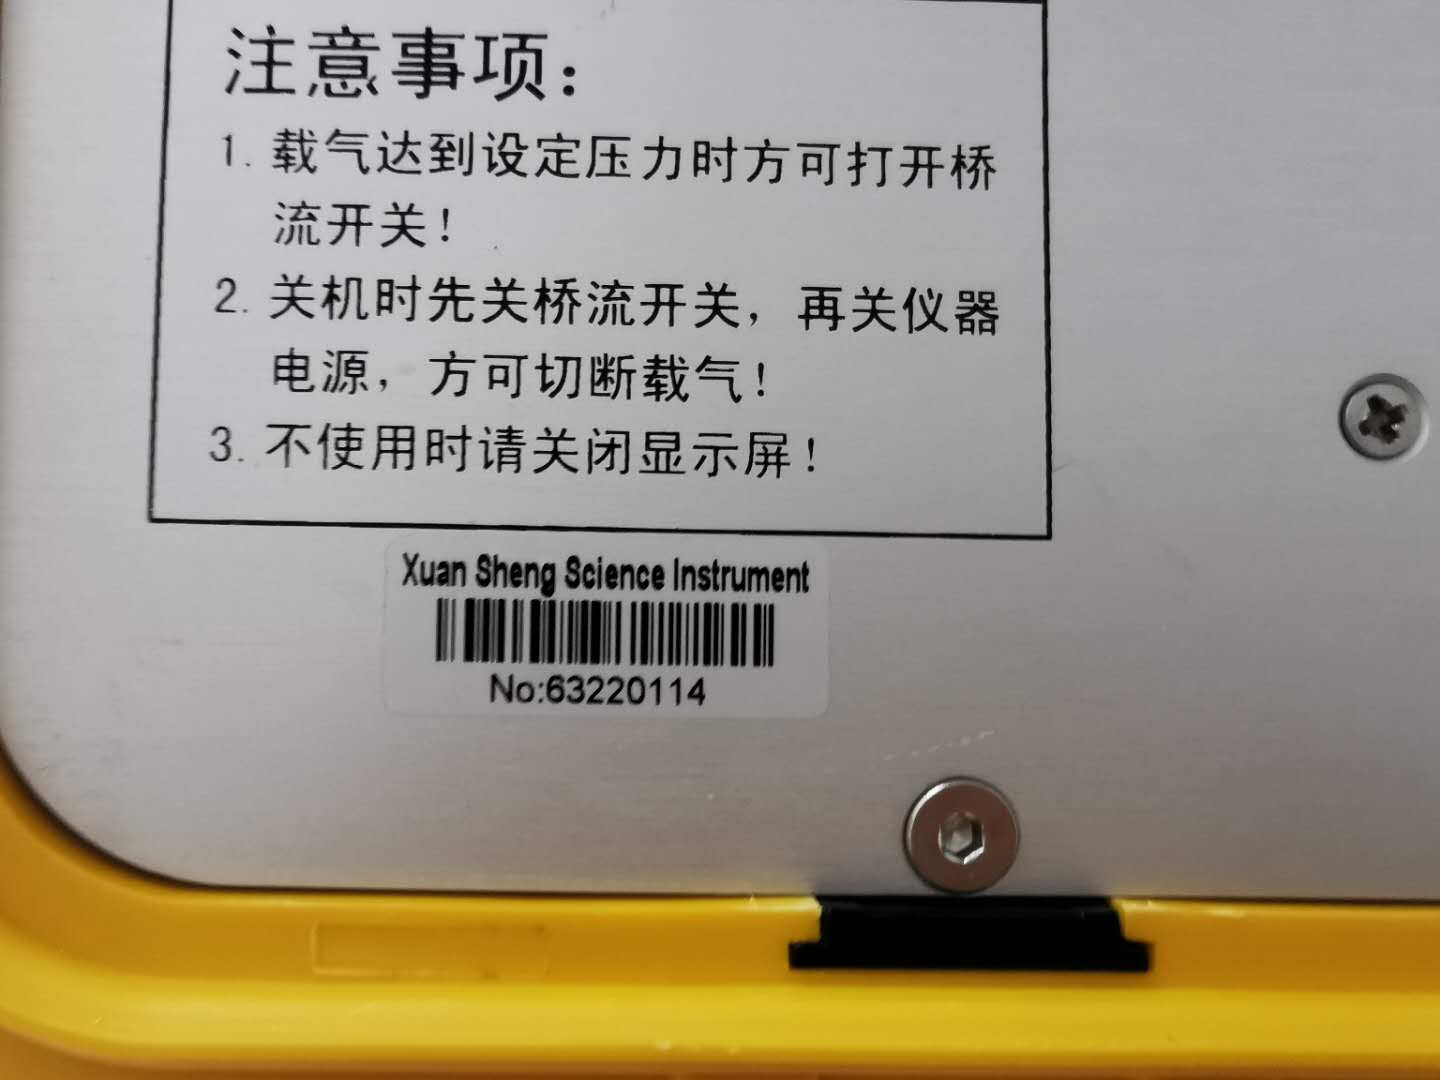 注意事项：
1. 载气达到设定压力时方可打开桥
流开关！
2. 关机时先关桥流开关，再关仪器
电源，方可切断载气！
3. 不使用时请关闭显示屏！
Xuan Sheng Science Instrument
No:63220114